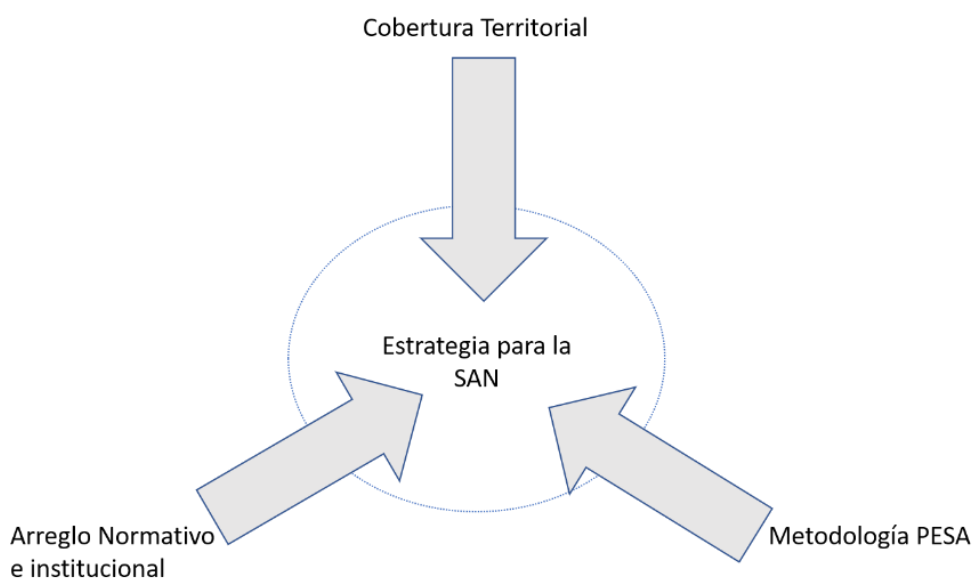 Cobertura Territorial
Estrategia para la
SAN
Arreglo Normativo
e institucional
Metodología PESA